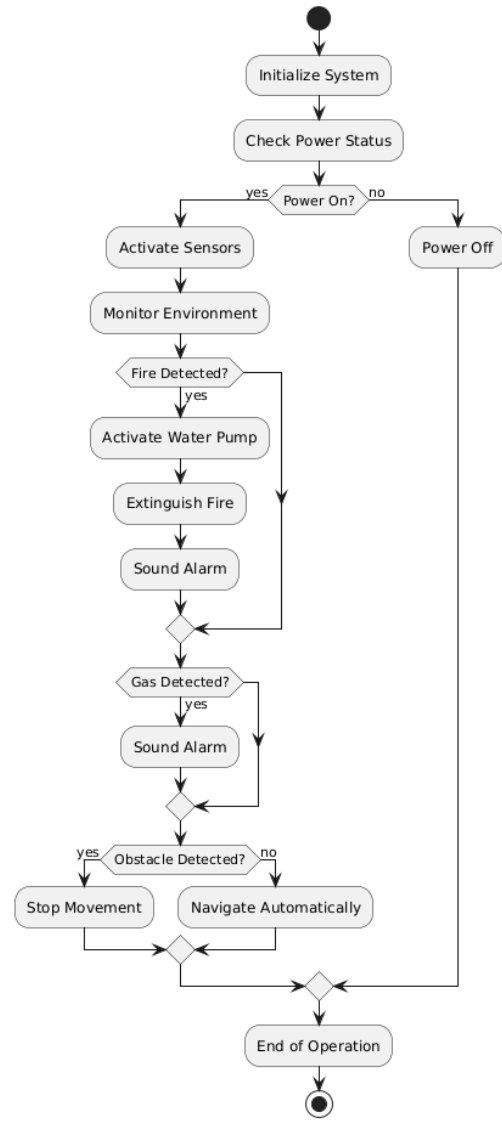 Initialize System
Check Power Status
yes
Power On?
no
Activate Sensors
Power Off
Monitor Environment
Fire Detected?
yes
Activate Water Pump
Extinguish Fire
Sound Alarm
Gas Detected?
yes
Sound Alarm
yes
Obstacle Detected?
no
Stop Movement
Navigate Automatically
End of Operation